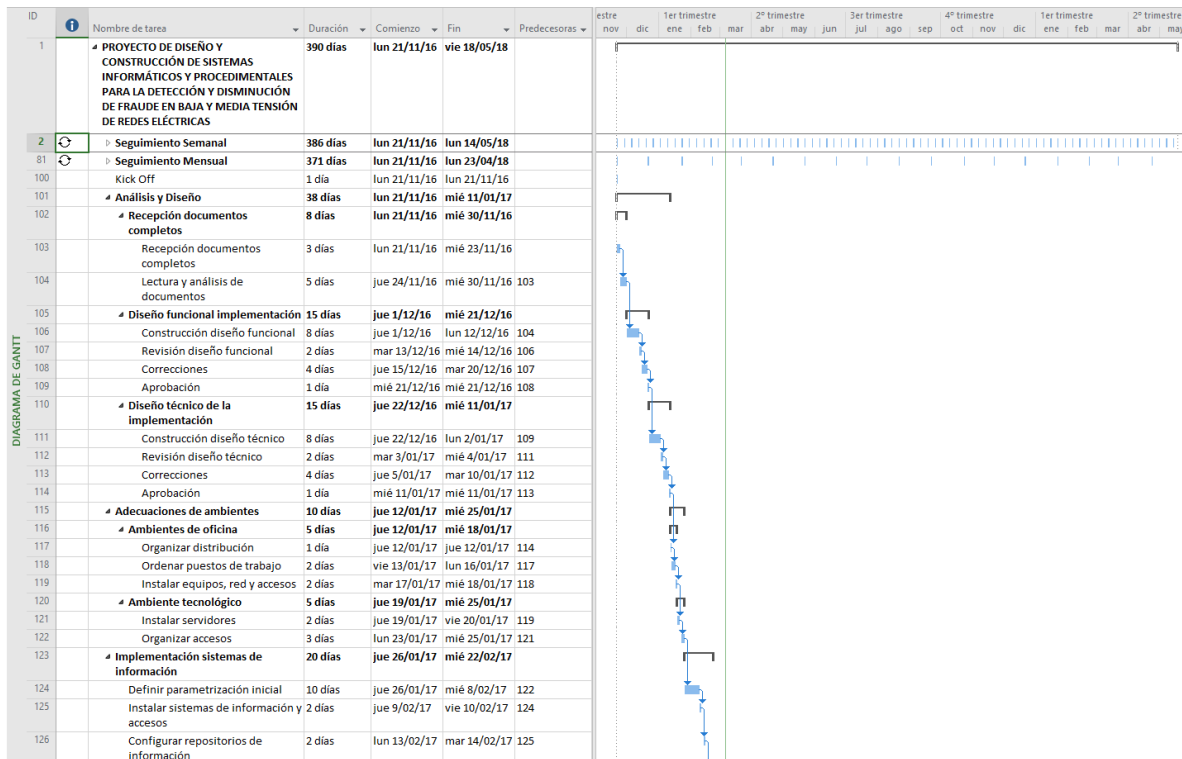 ID Nombre de tarea Duración Comienzo Fin Predecesoras
estre 1er trimestre 2º trimestre 3er trimestre 4º trimestre 1er trimestre 2º trimestre
nov dic ene feb mar abr may jun jul ago sep oct nov dic ene feb mar abr may
DIAGRAMA DE GANTT
1 PROYECTO DE DISEÑO Y 390 días lun 21/11/16 vie 18/05/18
CONSTRUCCIÓN DE SISTEMAS
INFORMÁTICOS Y PROCEDIMENTALES
PARA LA DETECCIÓN Y DISMINUCIÓN
DE FRAUDE EN BAJA Y MEDIA TENSIÓN
DE REDES ELÉCTRICAS
2 Seguimiento Semanal 386 días lun 21/11/16 lun 14/05/18
81 Seguimiento Mensual 371 días lun 21/11/16 lun 23/04/18
100 Kick Off 1 día lun 21/11/16 lun 21/11/16
101 Análisis y Diseño 38 días lun 21/11/16 mié 11/01/17
102 Recepción documentos 8 días lun 21/11/16 mié 30/11/16
completos
103 Recepción documentos 3 días lun 21/11/16 mié 23/11/16
completos
104 Lectura y análisis de 5 días jue 24/11/16 mié 30/11/16 103
documentos
105 Diseño funcional implementación 15 días jue 1/12/16 mié 21/12/16
106 Construcción diseño funcional 8 días jue 1/12/16 lun 12/12/16 104
107 Revisión diseño funcional 2 días mar 13/12/16 mié 14/12/16 106
108 Correcciones 4 días jue 15/12/16 mar 20/12/16 107
109 Aprobación 1 día mié 21/12/16 mié 21/12/16 108
110 Diseño técnico de la 15 días jue 22/12/16 mié 11/01/17
implementación
111 Construcción diseño técnico 8 días jue 22/12/16 lun 2/01/17 109
112 Revisión diseño técnico 2 días mar 3/01/17 mié 4/01/17 111
113 Correcciones 4 días jue 5/01/17 mar 10/01/17 112
114 Aprobación 1 día mié 11/01/17 mié 11/01/17 113
115 Adecuaciones de ambientes 10 días jue 12/01/17 mié 25/01/17
116 Ambientes de oficina 5 días jue 12/01/17 mié 18/01/17
117 Organizar distribución 1 día jue 12/01/17 jue 12/01/17 114
118 Ordenar puestos de trabajo 2 días vie 13/01/17 lun 16/01/17 117
119 Instalar equipos, red y accesos 2 días mar 17/01/17 mié 18/01/17 118
120 Ambiente tecnológico 5 días jue 19/01/17 mié 25/01/17
121 Instalar servidores 2 días jue 19/01/17 vie 20/01/17 119
122 Organizar accesos 3 días lun 23/01/17 mié 25/01/17 121
123 Implementación sistemas de 20 días jue 26/01/17 mié 22/02/17
información
124 Definir parametrización inicial 10 días jue 26/01/17 mié 8/02/17 122
125 Instalar sistemas de información y 2 días jue 9/02/17 vie 10/02/17 124
accesos
126 Configurar repositorios de 2 días lun 13/02/17 mar 14/02/17 125
información